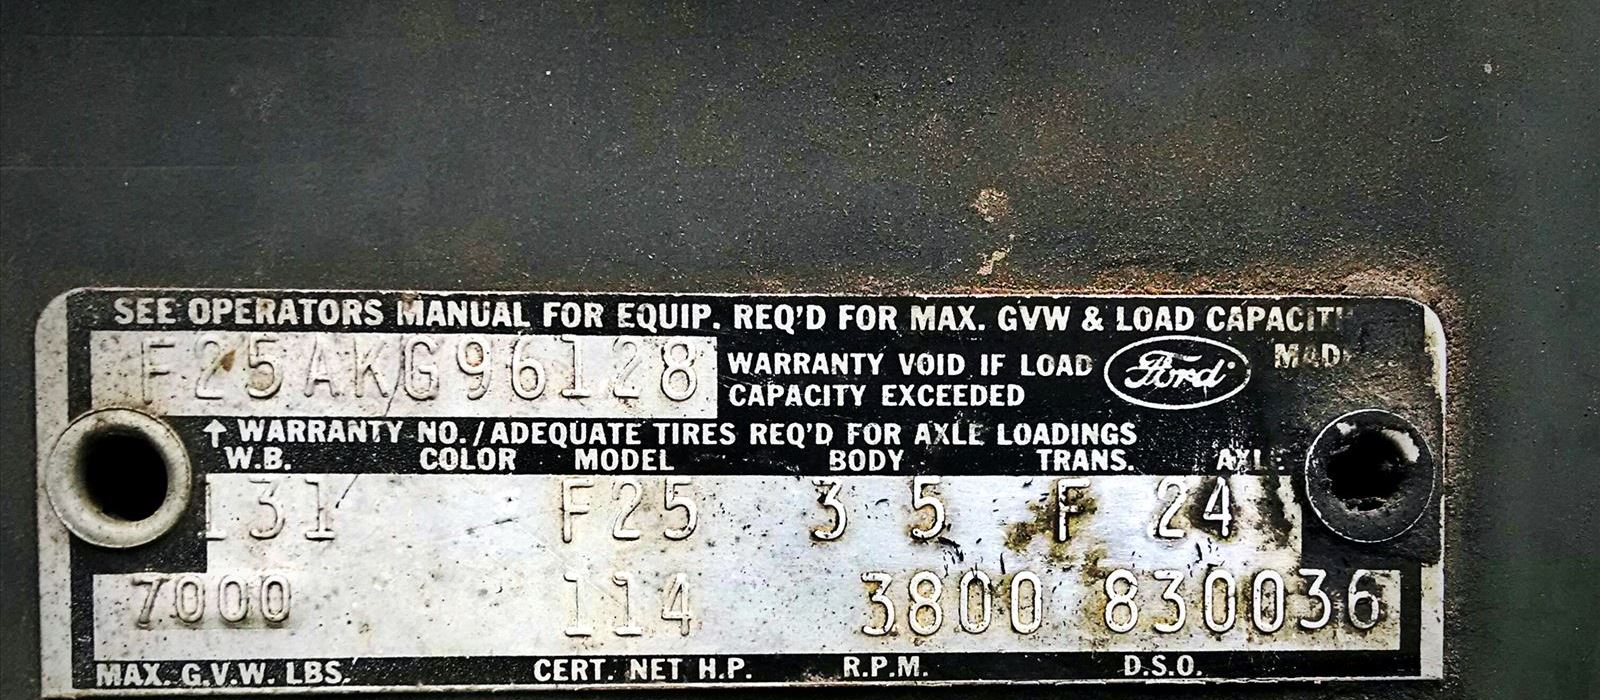 SEE OPERATORS MANUAL FOR EQUIP. REQ'D FOR MAX. GVW & LOAD
F25AKG96128
WARRANTY VOID IF LOAD
CAPACITY EXCEEDED
Ford
↑ WARRANTY NO./ADEQUATE TIRES REQ'D FOR AXLE LOADINGS
W.B. COLOR MODEL BODY TRANS. AXLE
131 F25 3 5 F 24
7000 114 3800 830036
MAX. G.V.W. LBS. CERT. NET H.P. R.P.M. D.S.O.